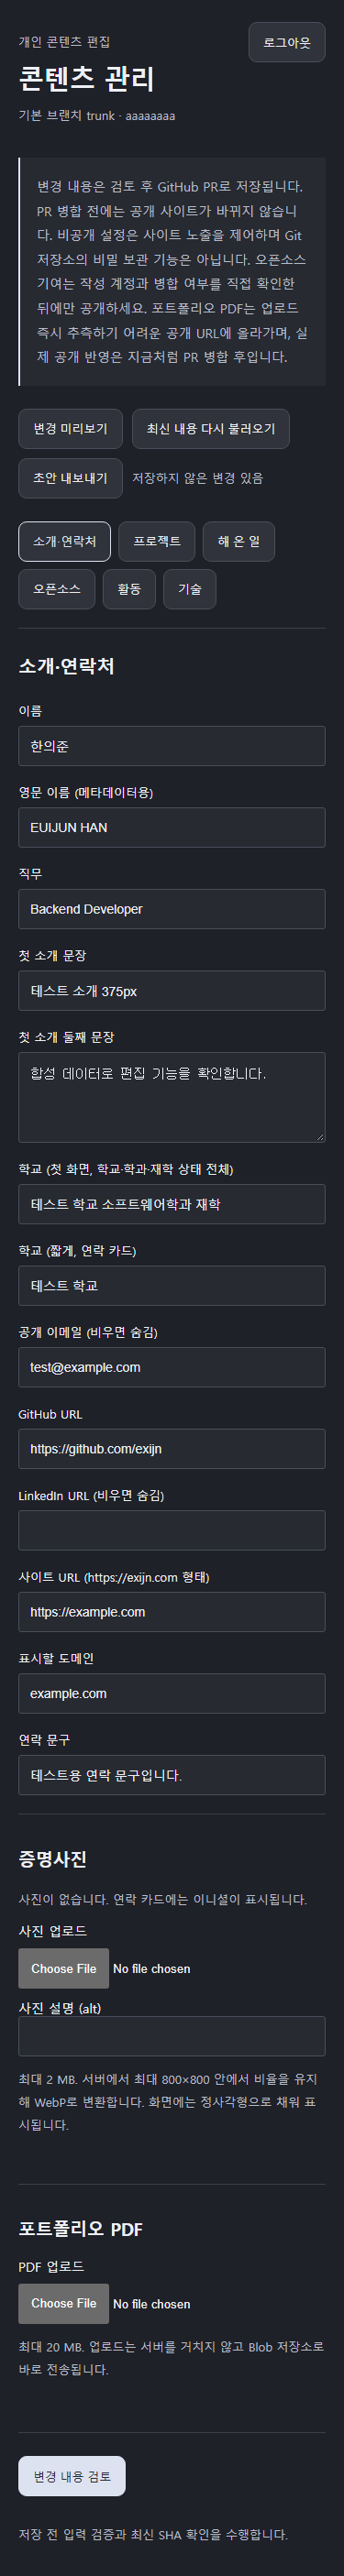 개인 콘텐츠 편집
로그아웃
콘텐츠 관리
기본 브랜치 trunk · aaaaaaaa
변경 내용은 검토 후 GitHub PR로 저장됩니다.
PR 병합 전에는 공개 사이트가 바뀌지 않습니
다. 비공개 설정은 사이트 노출을 제어하며 Git
저장소의 비밀 보관 기능은 아닙니다. 오픈소스
기여는 작성 계정과 병합 여부를 직접 확인한
뒤에만 공개하세요. 포트폴리오 PDF는 업로드
즉시 추측하기 어려운 공개 URL에 올라가며, 실
제 공개 반영은 지금처럼 PR 병합 후입니다.
변경 미리보기
최신 내용 다시 불러오기
초안 내보내기
저장하지 않은 변경 있음
소개·연락처
프로젝트
해 온 일
오픈소스
활동
기술
소개·연락처
이름
한의준
영문 이름 (메타데이터용)
EUIJUN HAN
직무
Backend Developer
첫 소개 문장
테스트 소개 375px
첫 소개 둘째 문장
합성 데이터로 편집 기능을 확인합니다.
학교 (첫 화면, 학교·학과·재학 상태 전체)
테스트 학교 소프트웨어학과 재학
학교 (짧게, 연락 카드)
테스트 학교
공개 이메일 (비우면 숨김)
test@example.com
GitHub URL
https://github.com/exijn
LinkedIn URL (비우면 숨김)
사이트 URL (https://exijn.com 형태)
https://example.com
표시할 도메인
example.com
연락 문구
테스트용 연락 문구입니다.
증명사진
사진이 없습니다. 연락 카드에는 이니셜이 표시됩니다.
사진 업로드
Choose File No file chosen
사진 설명 (alt)
최대 2 MB. 서버에서 최대 800×800 안에서 비율을 유지
해 WebP로 변환합니다. 화면에는 정사각형으로 채워 표
시됩니다.
포트폴리오 PDF
PDF 업로드
Choose File No file chosen
최대 20 MB. 업로드는 서버를 거치지 않고 Blob 저장소로
바로 전송됩니다.
변경 내용 검토
저장 전 입력 검증과 최신 SHA 확인을 수행합니다.